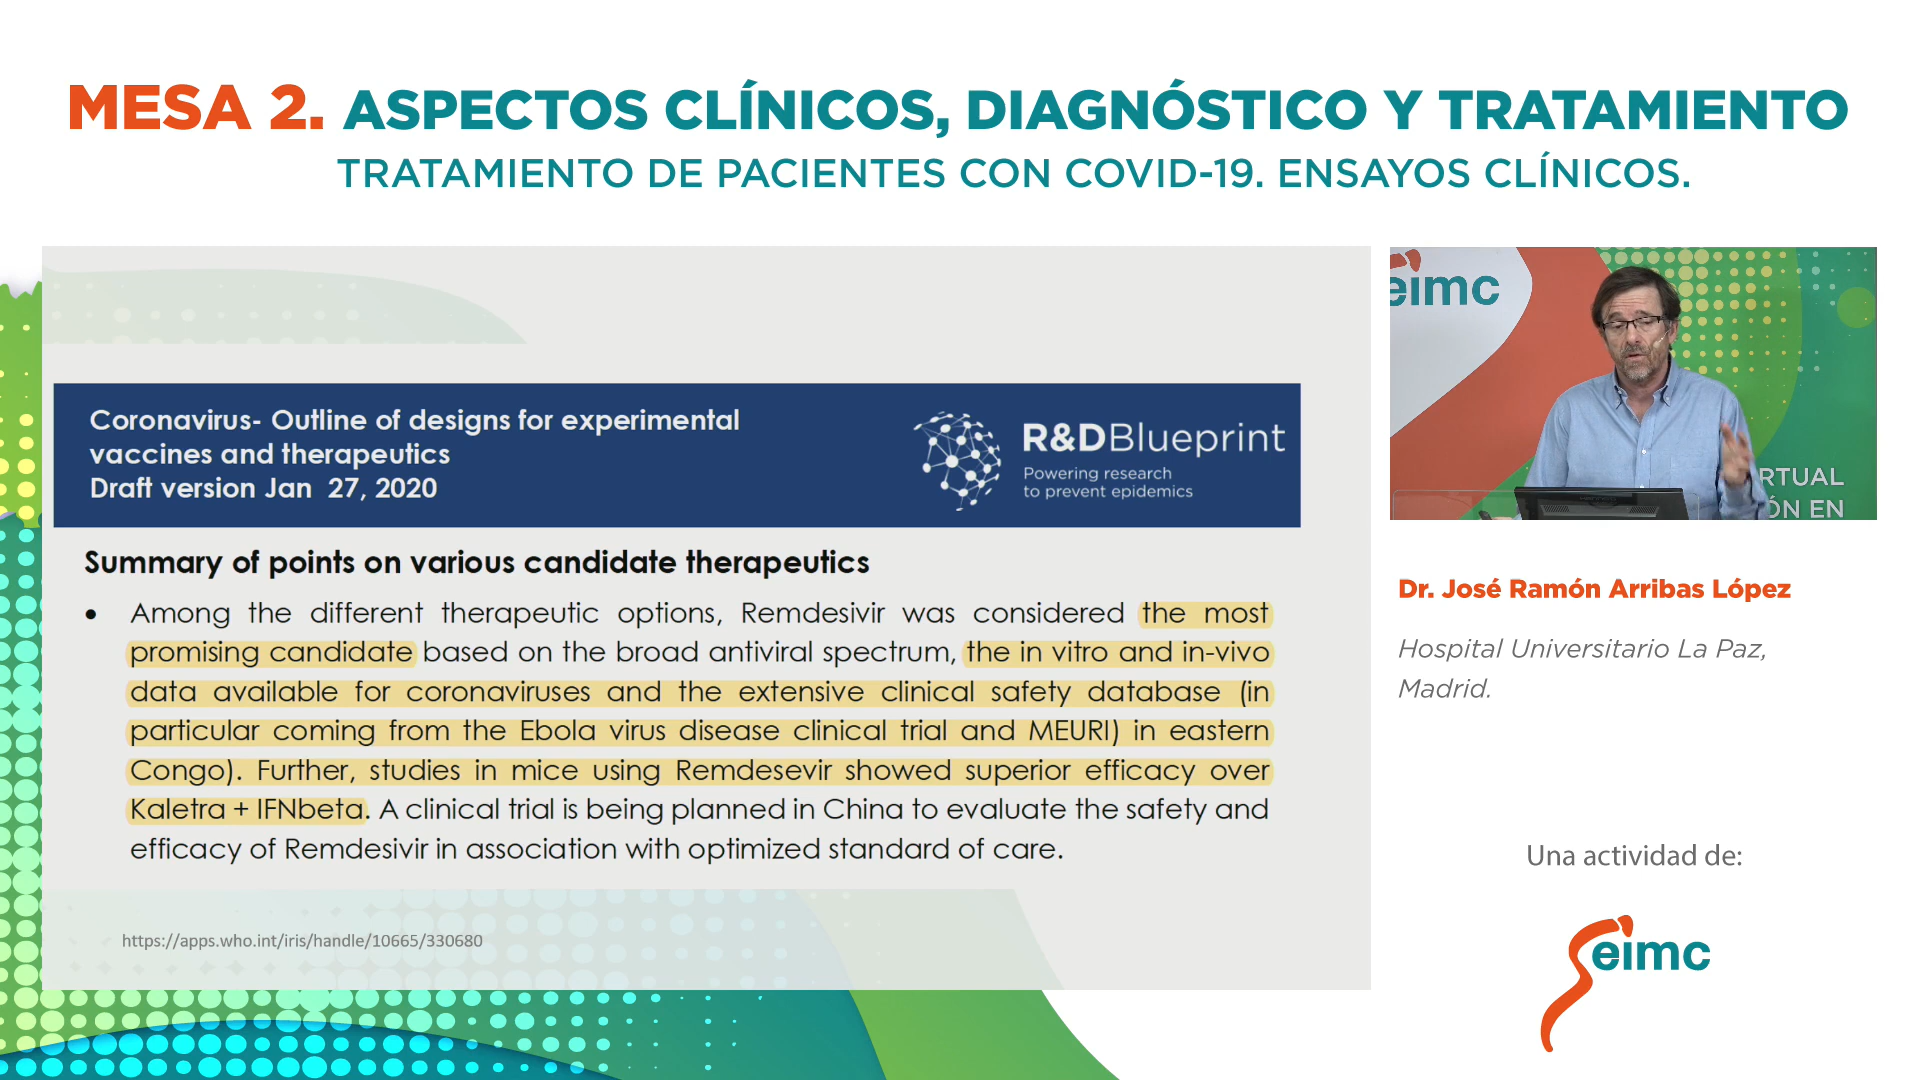 MESA 2. ASPECTOS CLÍNICOS, DIAGNÓSTICO Y TRATAMIENTO
TRATAMIENTO DE PACIENTES CON COVID-19. ENSAYOS CLÍNICOS.
Coronavirus- Outline of designs for experimental
vaccines and therapeutics
Draft version Jan 27, 2020
R&DBlueprint
Powering research
to prevent epidemics
Summary of points on various candidate therapeutics
• Among the different therapeutic options, Remdesivir was considered the most
promising candidate based on the broad antiviral spectrum, the in vitro and in-vivo
data available for coronaviruses and the extensive clinical safety database (in
particular coming from the Ebola virus disease clinical trial and MEURI) in eastern
Congo). Further, studies in mice using Remdesevir showed superior efficacy over
Kaletra + IFNbeta. A clinical trial is being planned in China to evaluate the safety and
efficacy of Remdesivir in association with optimized standard of care.
https://apps.who.int/iris/handle/10665/330680
eimc
RTUAL
ÓN EN
Dr. José Ramón Arribas López
Hospital Universitario La Paz,
Madrid.
Una actividad de:
Seimc